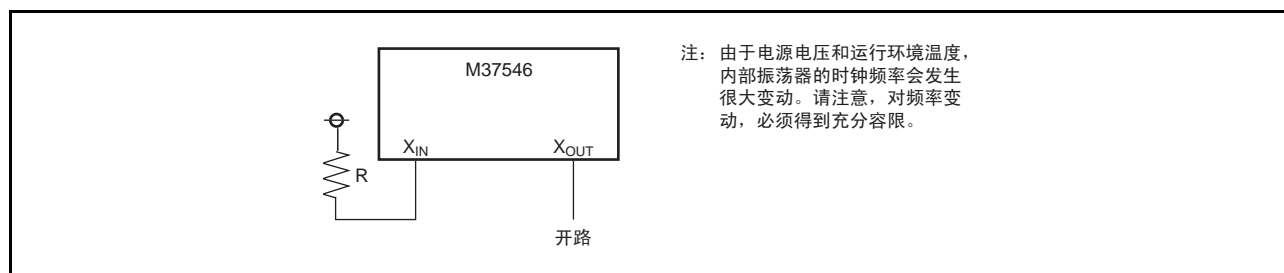 M37546
X_IN
X_OUT
R
开路
注：由于电源电压和运行环境温度，
内部振荡器的时钟频率会发生
很大变动。请注意，对频率变
动，必须得到充分容限。